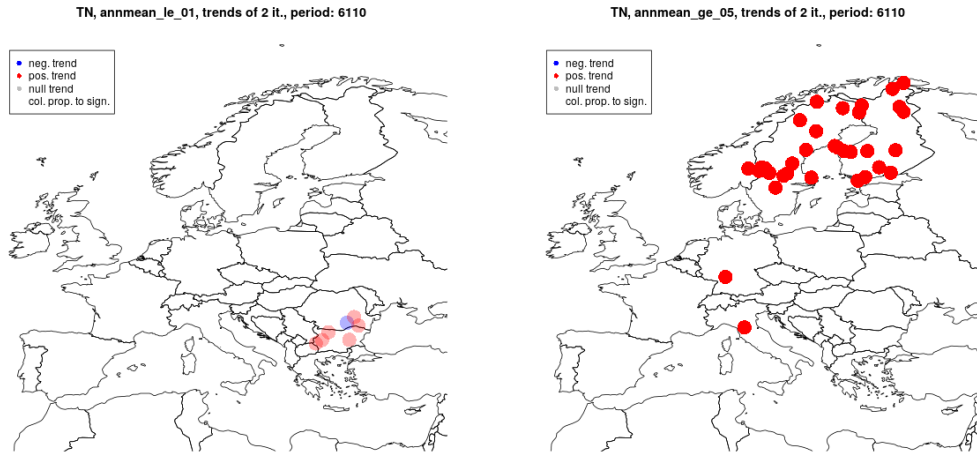 TN, annmean_le_01, trends of 2 it., period: 6110
neg. trend
pos. trend
null trend
col. prop. to sign.
TN, annmean_ge_05, trends of 2 it., period: 6110
neg. trend
pos. trend
null trend
col. prop. to sign.